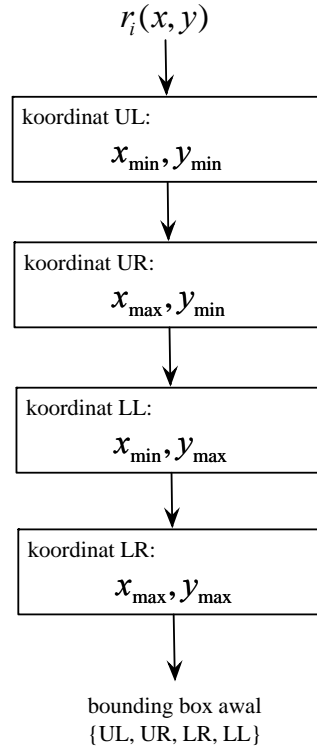 r_i(x, y)
koordinat UL:
x_min, y_min
koordinat UR:
x_max, y_min
koordinat LL:
x_min, y_max
koordinat LR:
x_max, y_max
bounding box awal
{UL, UR, LR, LL}